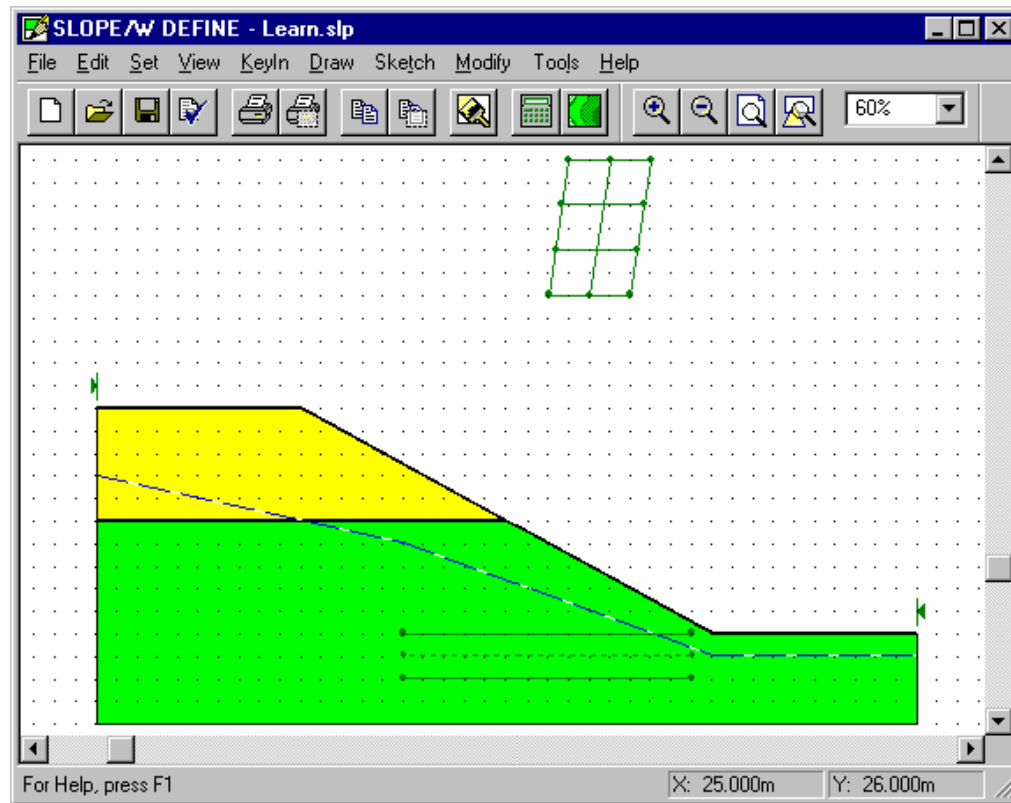 SLOPE/W DEFINE - Learn.slp
File Edit Set View KeyIn Draw Sketch Modify Tools Help
60%
For Help, press F1 X: 25.000m Y: 26.000m